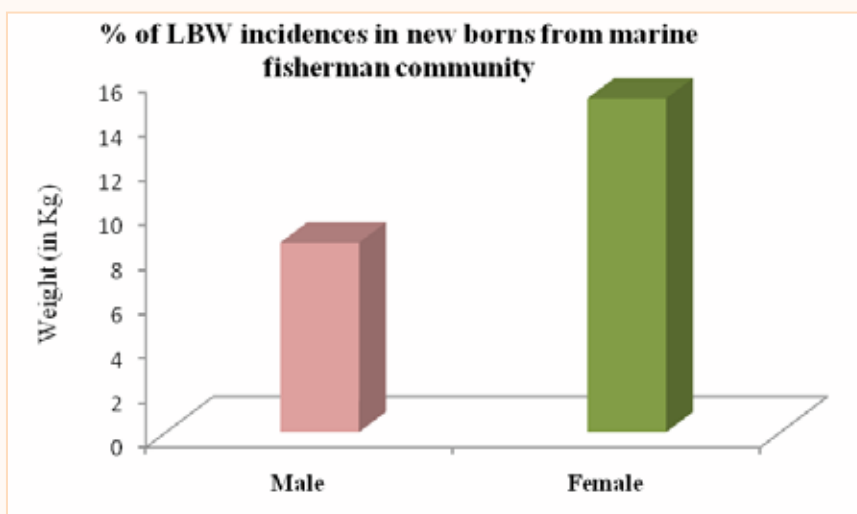 % of LBW incidences in new borns from marine
fisherman community
Weight (in Kg)
16
14
12
10
8
6
4
2
0
Male Female